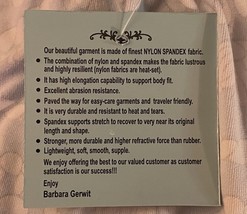 Our beautiful garment is made of finest NYLON SPANDEX fabric.
• The combination of nylon and spandex makes the fabric lustrous
and highly resilient (nylon fabrics are heat-set).
• It has high elongation capability to support body fit.
• Excellent abrasion resistance.
• Paved the way for easy-care garments and traveler friendly.
• It is very durable and resistant to heat and tears.
• Spandex supports stretch to recover to very near its original
length and shape.
• Stronger, more durable and higher refractive force than rubber.
• Lightweight, soft, smooth, supple.
We enjoy offering the best to our valued customer as customer
satisfaction is our success!!!
Enjoy
Barbara Gerwit